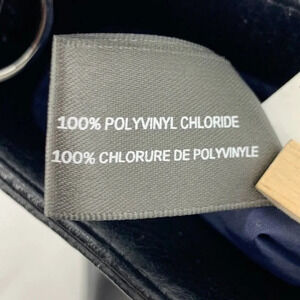 100% POLYVINYL CHLORIDE
100% CHLORURE DE POLYVINYLE